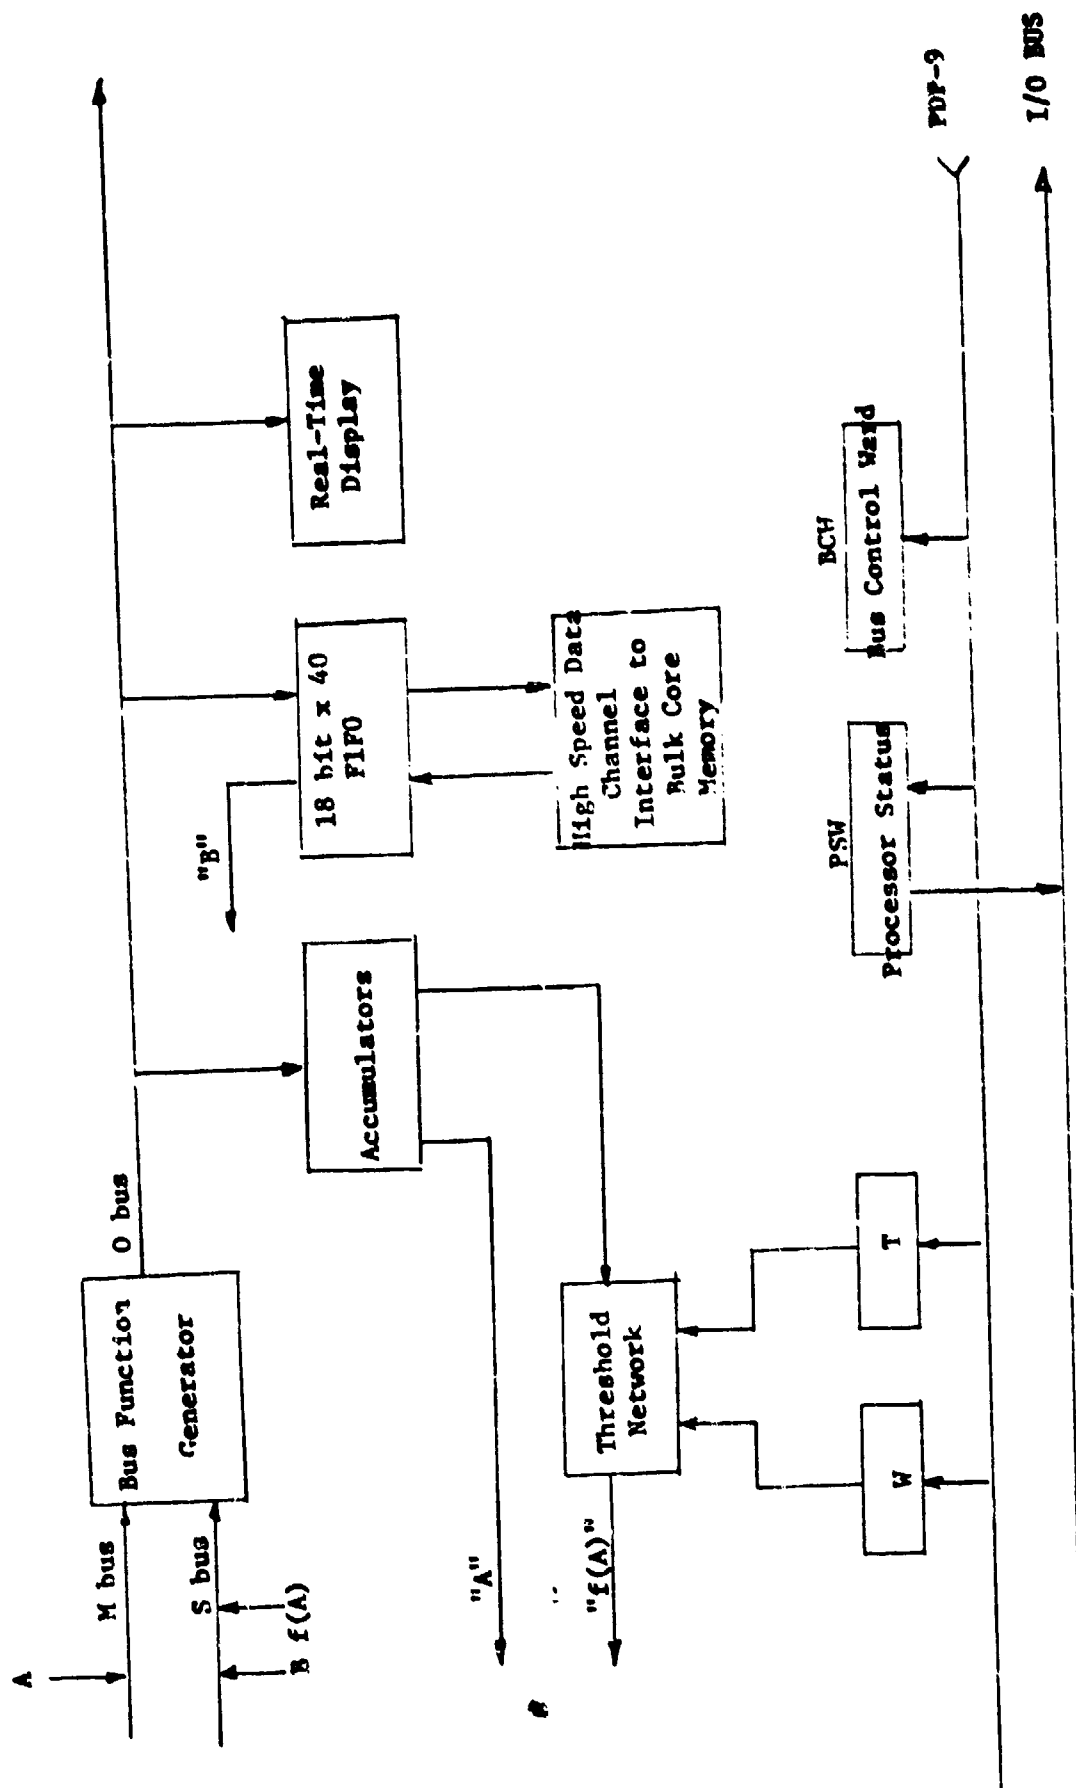 A
M bus
S bus
B f(A)
Bus Function
Generator
O bus
"A"
"f(A)"
Accumulators
"B"
18 bit x 40
FIFO
Real-Time
Display
High Speed Data
Channel
Interface to
Bulk Core
Memory
Threshold
Network
W
T
PSW
Processor Status
BCW
Bus Control Word
PDP-9
I/O BUS